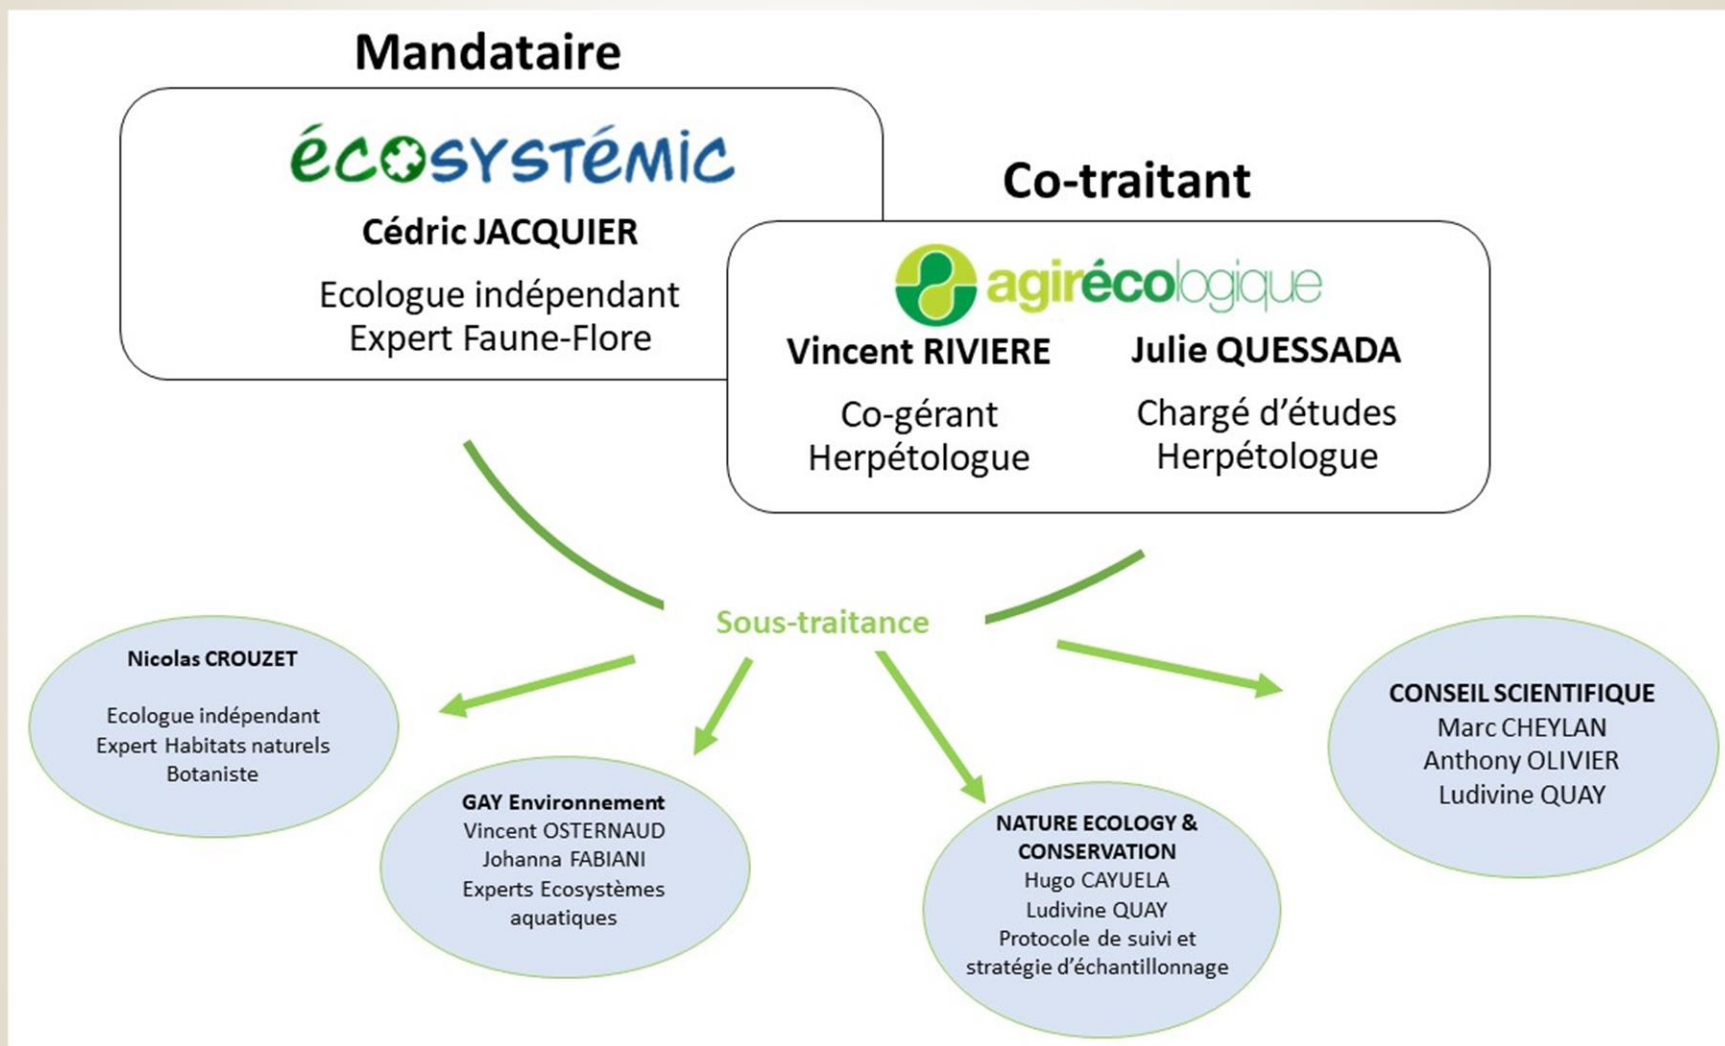 Mandataire
écosystémic
Cédric JACQUIER
Ecologue indépendant
Expert Faune-Flore
Co-traitant
agirécologique
Vincent RIVIERE
Co-gérant
Herpétologue
Julie QUESSADA
Chargé d’études
Herpétologue
Sous-traitance
Nicolas CROUZET
Ecologue indépendant
Expert Habitats naturels
Botaniste
GAY Environnement
Vincent OSTERNAUD
Johanna FABIANI
Experts Ecosystèmes
aquatiques
NATURE ECOLOGY &
CONSERVATION
Hugo CAYUELA
Ludivine QUAY
Protocole de suivi et
stratégie d’échantillonnage
CONSEIL SCIENTIFIQUE
Marc CHEYLAN
Anthony OLIVIER
Ludivine QUAY